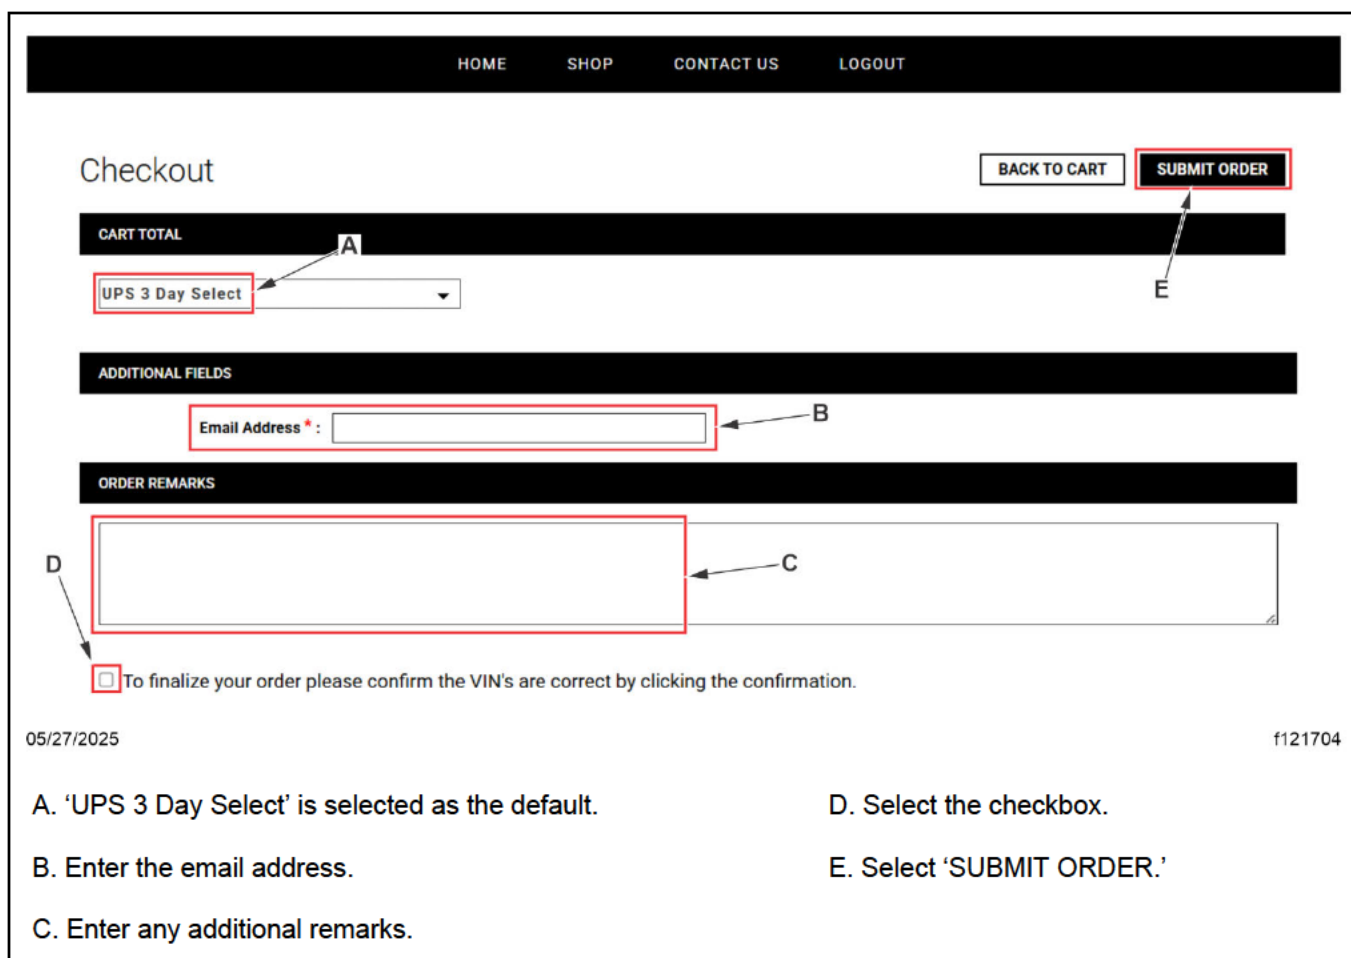 HOME SHOP CONTACT US LOGOUT
Checkout
BACK TO CART SUBMIT ORDER
CART TOTAL
A
UPS 3 Day Select
E
ADDITIONAL FIELDS
Email Address * :
B
ORDER REMARKS
C
D
To finalize your order please confirm the VIN's are correct by clicking the confirmation.
05/27/2025 f121704
A. ‘UPS 3 Day Select’ is selected as the default.
B. Enter the email address.
C. Enter any additional remarks.
D. Select the checkbox.
E. Select ‘SUBMIT ORDER.’